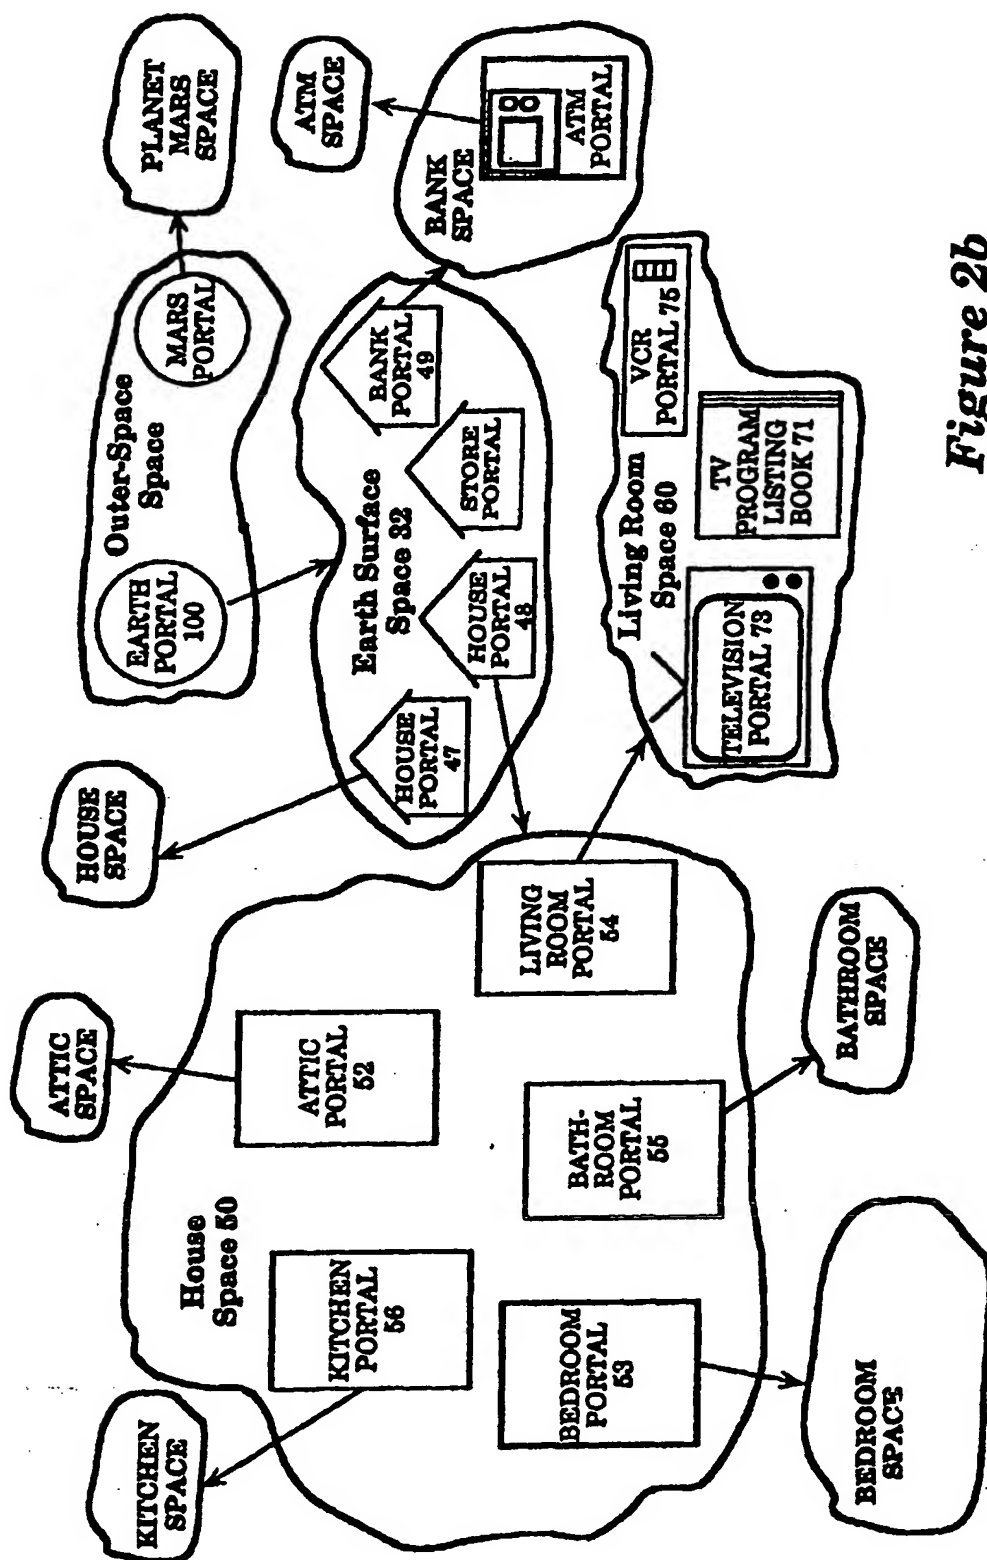 KITCHEN
SPACE
ATTIC
SPACE
HOUSE
SPACE
PLANET
MARS
SPACE
Outer-Space
Space
EARTH
PORTAL
100
MARS
PORTAL
ATM
SPACE
House
Space 50
KITCHEN
PORTAL
56
ATTIC
PORTAL
52
Earth Surface
Space 32
HOUSE
PORTAL
47
HOUSE
PORTAL
48
STORE
PORTAL
BANK
PORTAL
49
BANK
SPACE
ATM
PORTAL
BEDROOM
PORTAL
53
BATH-
ROOM
PORTAL
55
LIVING
ROOM
PORTAL
54
Living Room
Space 60
TELEVISION
PORTAL 73
TV
PROGRAM
LISTING
BOOK 71
VCR
PORTAL 75
BEDROOM
SPACE
BATHROOM
SPACE
Figure 2b